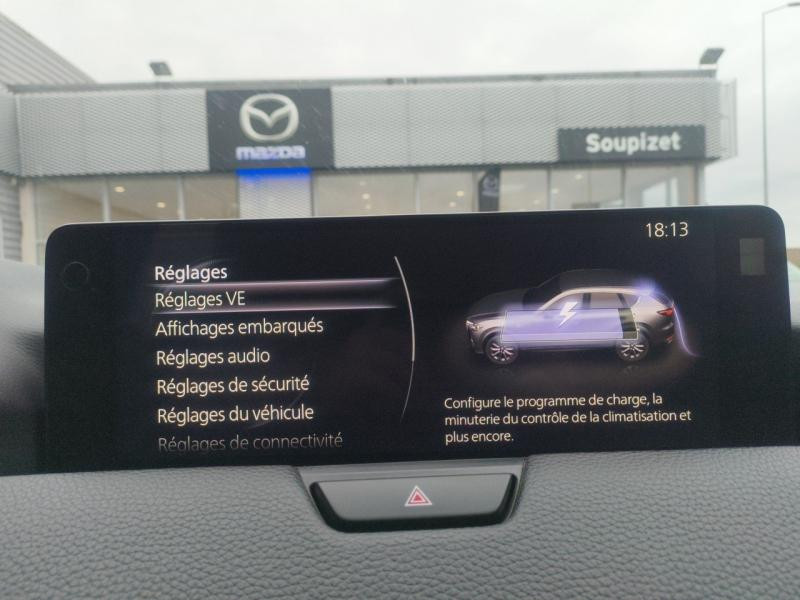 mazda
Soupizet
18:13
Réglages
Réglages VE
Affichages embarqués
Réglages audio
Réglages de sécurité
Réglages du véhicule
Réglages de connectivité
Configure le programme de charge, la
minuterie du contrôle de la climatisation et
plus encore.